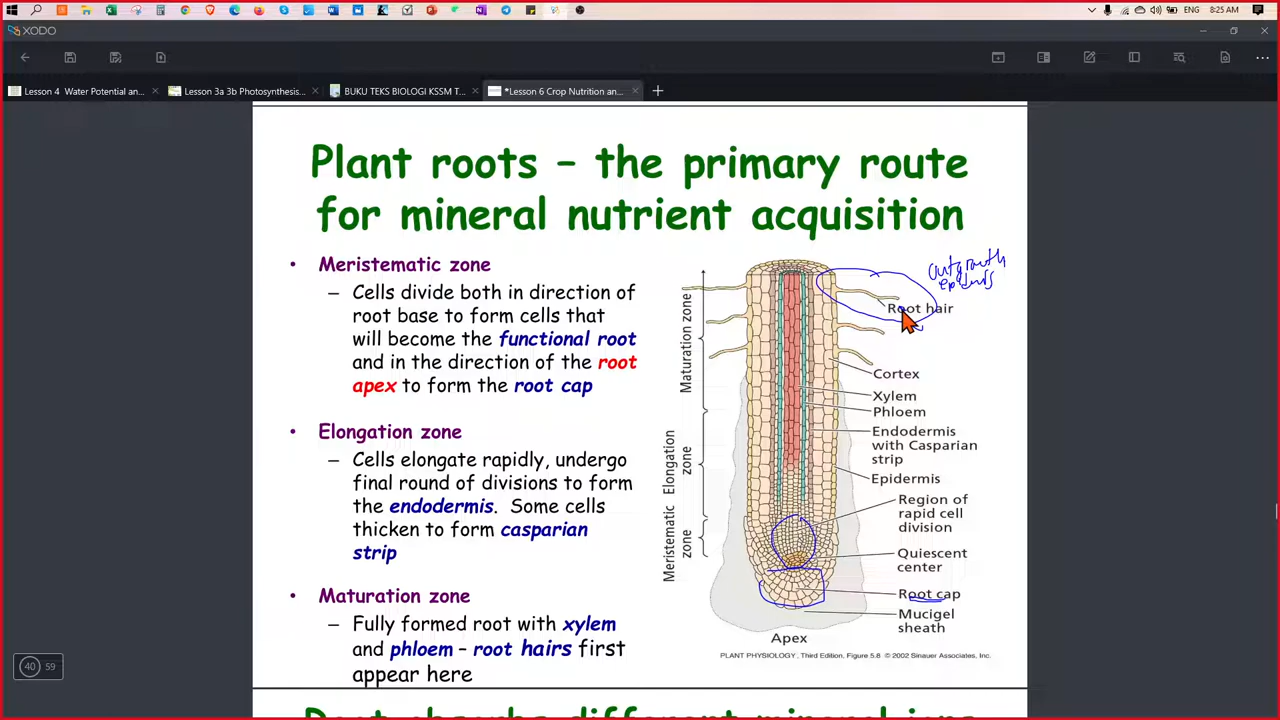 ENG
8:25 AM
XODO
Lesson 4 Water Potential an...
Lesson 3a 3b Photosynthesis...
BUKU TEKS BIOLOGI KSSM T...
*Lesson 6 Crop Nutrition an...
Plant roots – the primary route
for mineral nutrient acquisition
• Meristematic zone
– Cells divide both in direction of
root base to form cells that
will become the functional root
and in the direction of the root
apex to form the root cap
• Elongation zone
– Cells elongate rapidly, undergo
final round of divisions to form
the endodermis. Some cells
thicken to form casparian
strip
• Maturation zone
– Fully formed root with xylem
and phloem – root hairs first
appear here
Maturation zone
Elongation
zone
Meristematic
zone
outgrowth
Root hair
Cortex
Xylem
Phloem
Endodermis
with Casparian
strip
Epidermis
Region of
rapid cell
division
Quiescent
center
Root cap
Mucigel
sheath
Apex
PLANT PHYSIOLOGY, Third Edition, Figure 5.8 © 2002 Sinauer Associates, Inc.
40 59